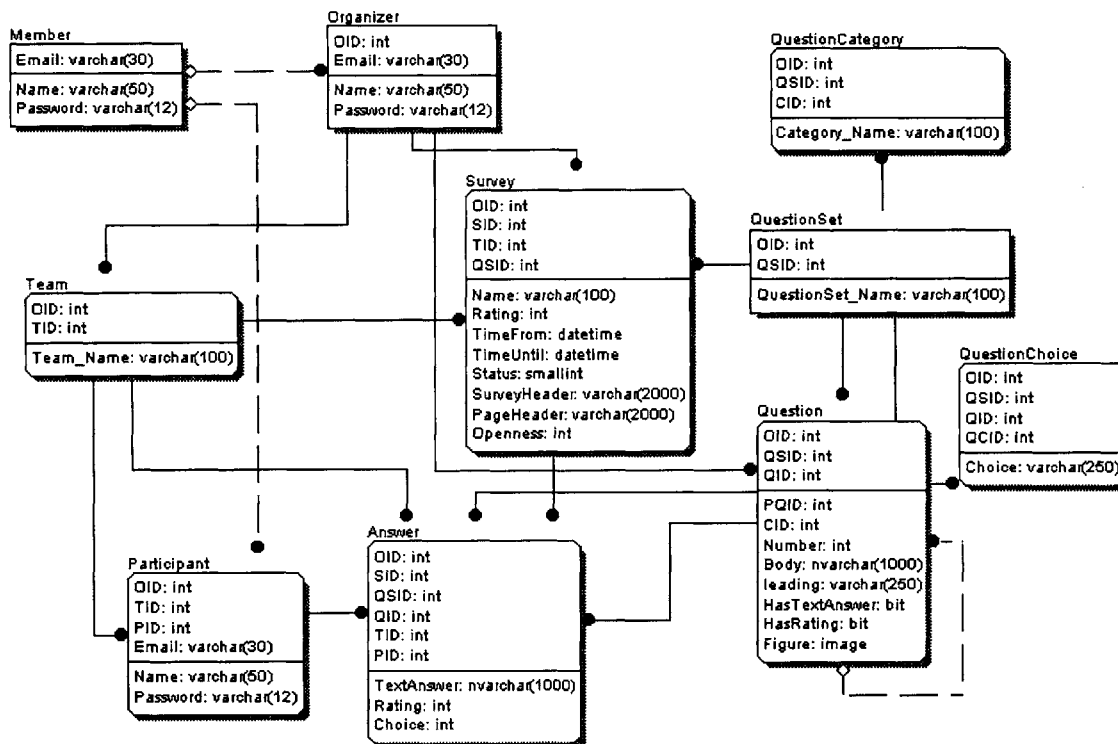 Member
Email: varchar(30)
Name: varchar(50)
Password: varchar(12)
Organizer
OID: int
Email: varchar(30)
Name: varchar(50)
Password: varchar(12)
QuestionCategory
OID: int
QSID: int
CID: int
Category_Name: varchar(100)
Survey
OID: int
SID: int
TID: int
QSID: int
Name: varchar(100)
Rating: int
TimeFrom: datetime
TimeUntil: datetime
Status: smallint
SurveyHeader: varchar(2000)
PageHeader: varchar(2000)
Openness: int
QuestionSet
OID: int
QSID: int
QuestionSet_Name: varchar(100)
Team
OID: int
TID: int
Team_Name: varchar(100)
QuestionChoice
OID: int
QSID: int
QID: int
QCID: int
Choice: varchar(250)
Question
OID: int
QSID: int
QID: int
PQID: int
CID: int
Number: int
Body: nvarchar(1000)
leading: varchar(250)
HasTextAnswer: bit
HasRating: bit
Figure: image
Participant
OID: int
TID: int
PID: int
Email: varchar(30)
Name: varchar(50)
Password: varchar(12)
Answer
OID: int
SID: int
QSID: int
QID: int
TID: int
PID: int
TextAnswer: nvarchar(1000)
Rating: int
Choice: int